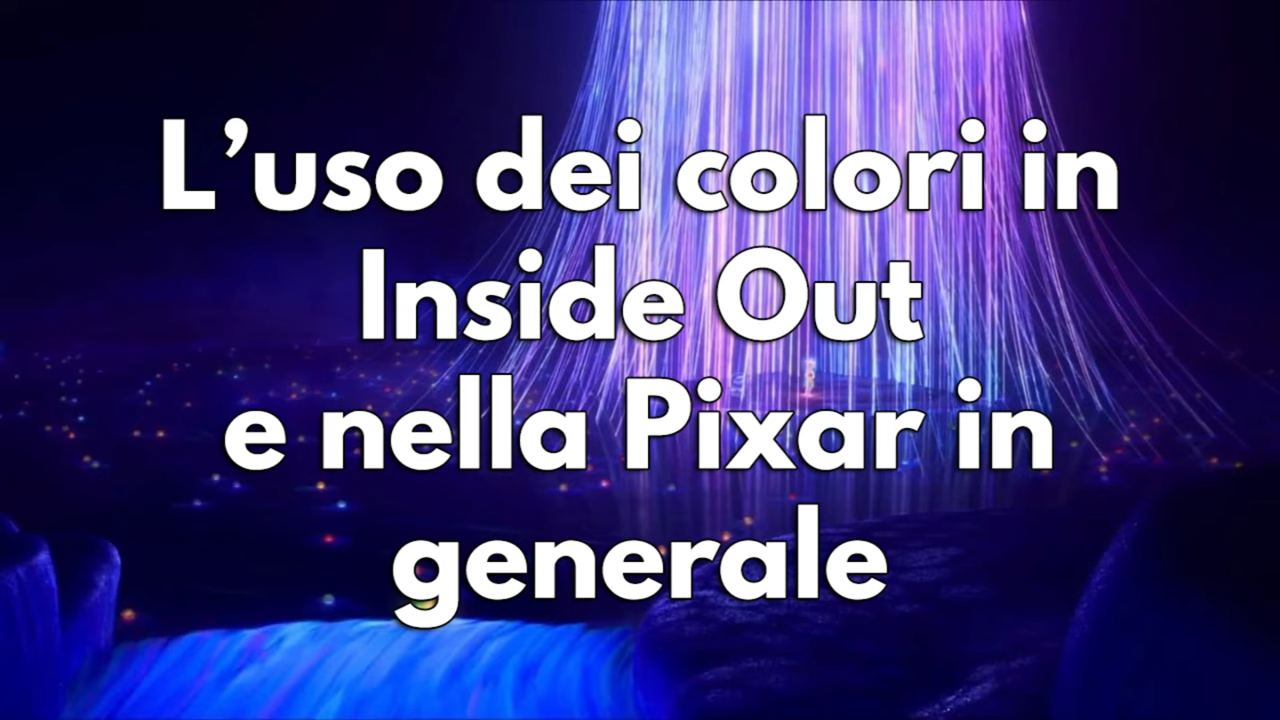 L’uso dei colori in
Inside Out
e nella Pixar in
generale